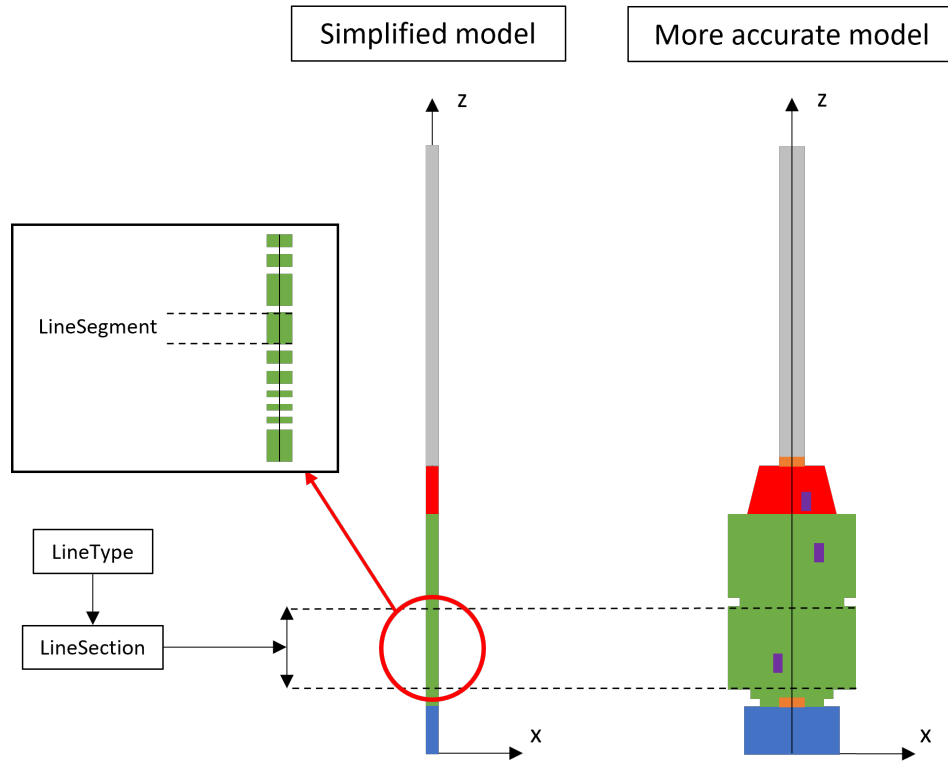 Simplified model
More accurate model
z
z
LineSegment
LineType
LineSection
x
x